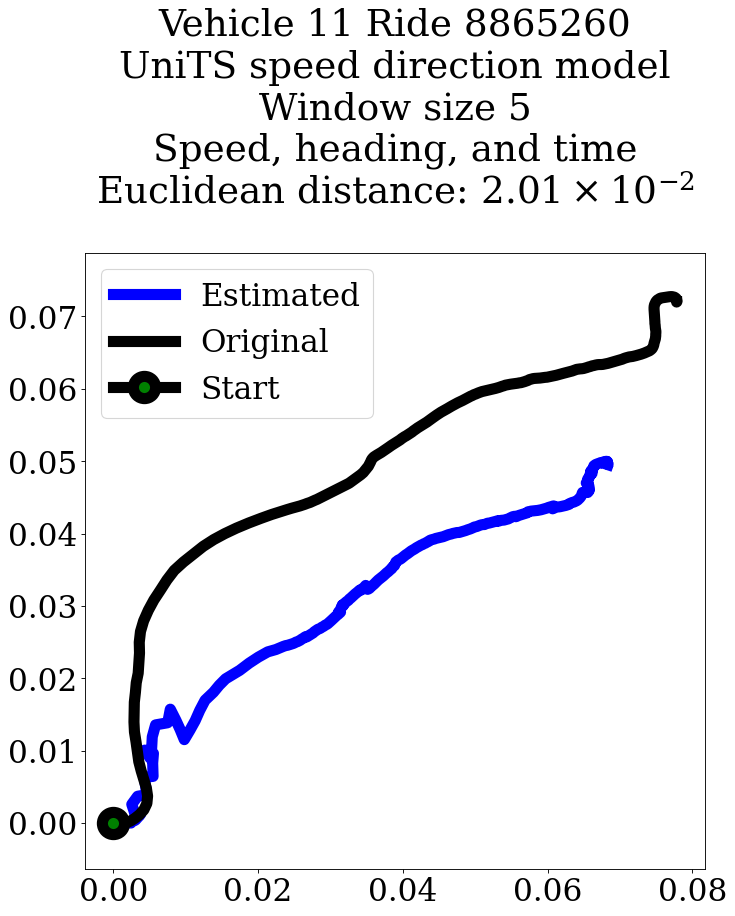 Vehicle 11 Ride 8865260
UniTS speed direction model
Window size 5
Speed, heading, and time
Euclidean distance: 2.01 × 10⁻²
Estimated
Original
Start
0.07
0.06
0.05
0.04
0.03
0.02
0.01
0.00
0.00 0.02 0.04 0.06 0.08